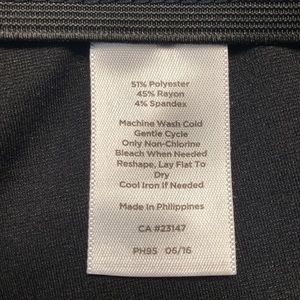 51% Polyester
45% Rayon
4% Spandex
Machine Wash Cold
Gentle Cycle
Only Non-Chlorine
Bleach When Needed
Reshape, Lay Flat To
Dry
Cool Iron If Needed
Made In Philippines
CA #23147
PH95 06/16